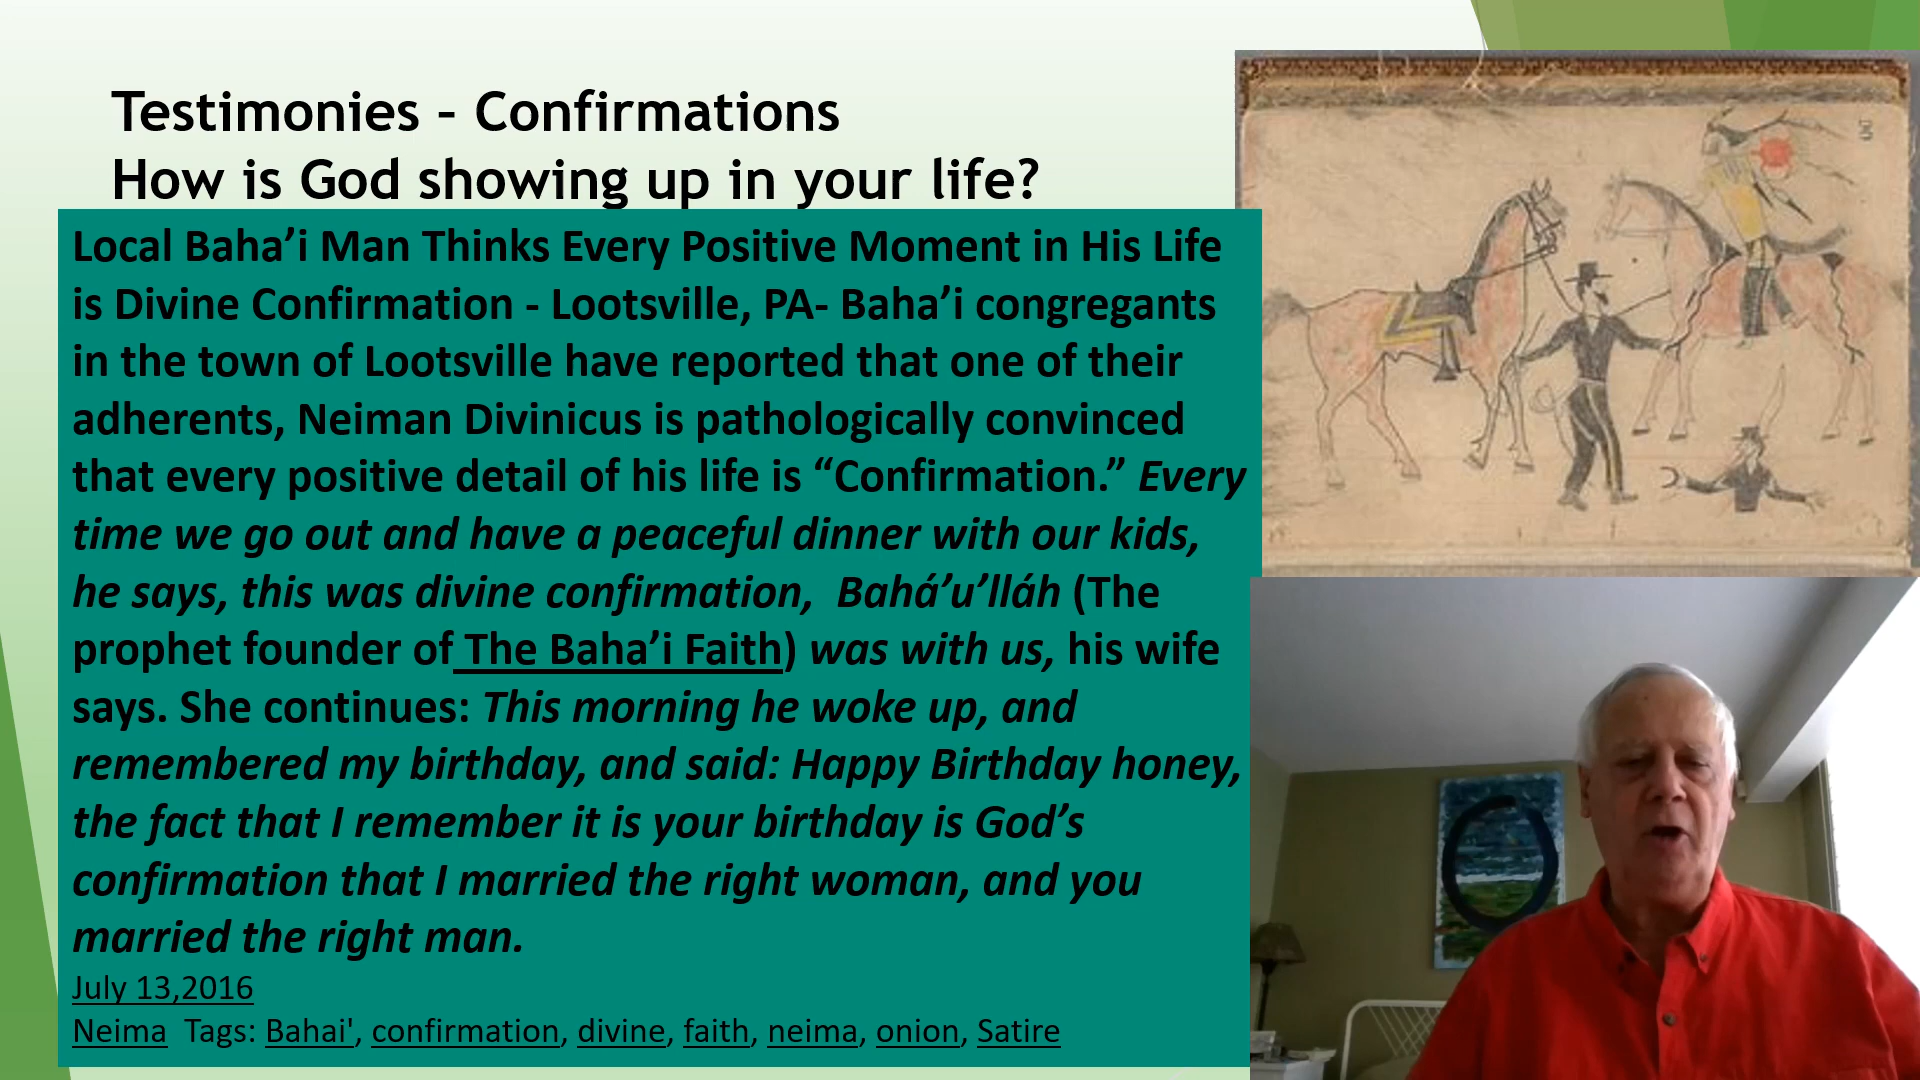 Testimonies – Confirmations
How is God showing up in your life?
Local Baha’i Man Thinks Every Positive Moment in His Life
is Divine Confirmation - Lootsville, PA- Baha’i congregants
in the town of Lootsville have reported that one of their
adherents, Neiman Divinicus is pathologically convinced
that every positive detail of his life is “Confirmation.” Every
time we go out and have a peaceful dinner with our kids,
he says, this was divine confirmation, Bahá’u’lláh (The
prophet founder of The Baha’i Faith) was with us, his wife
says. She continues: This morning he woke up, and
remembered my birthday, and said: Happy Birthday honey,
the fact that I remember it is your birthday is God’s
confirmation that I married the right woman, and you
married the right man.
July 13,2016
Neima Tags: Bahai', confirmation, divine, faith, neima, onion, Satire